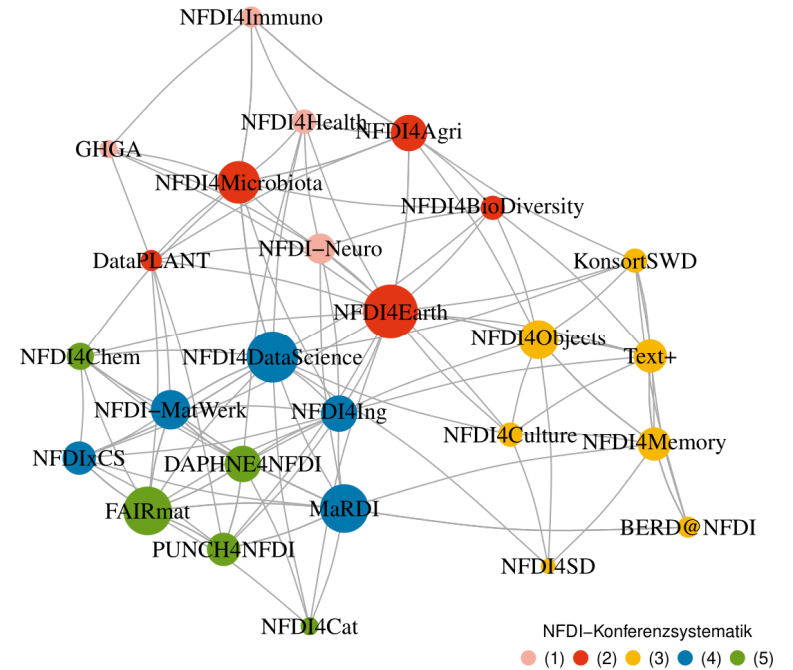 NFDI4Immuno
NFDI4Health
NFDI4Agri
GHGA
NFDI4Microbiota
NFDI4BioDiversity
NFDI–Neuro
DataPLANT
KonsortSWD
NFDI4Earth
NFDI4Objects
NFDI4Chem
NFDI4DataScience
Text+
NFDI–MatWerk
NFDI4Ing
NFDI4Culture
NFDI4Memory
NFDIxCS
DAPHNE4NFDI
FAIRmat
MaRDI
BERD@NFDI
PUNCH4NFDI
NFDI4SD
NFDI4Cat
NFDI–Konferenzsystematik
(1) (2) (3) (4) (5)